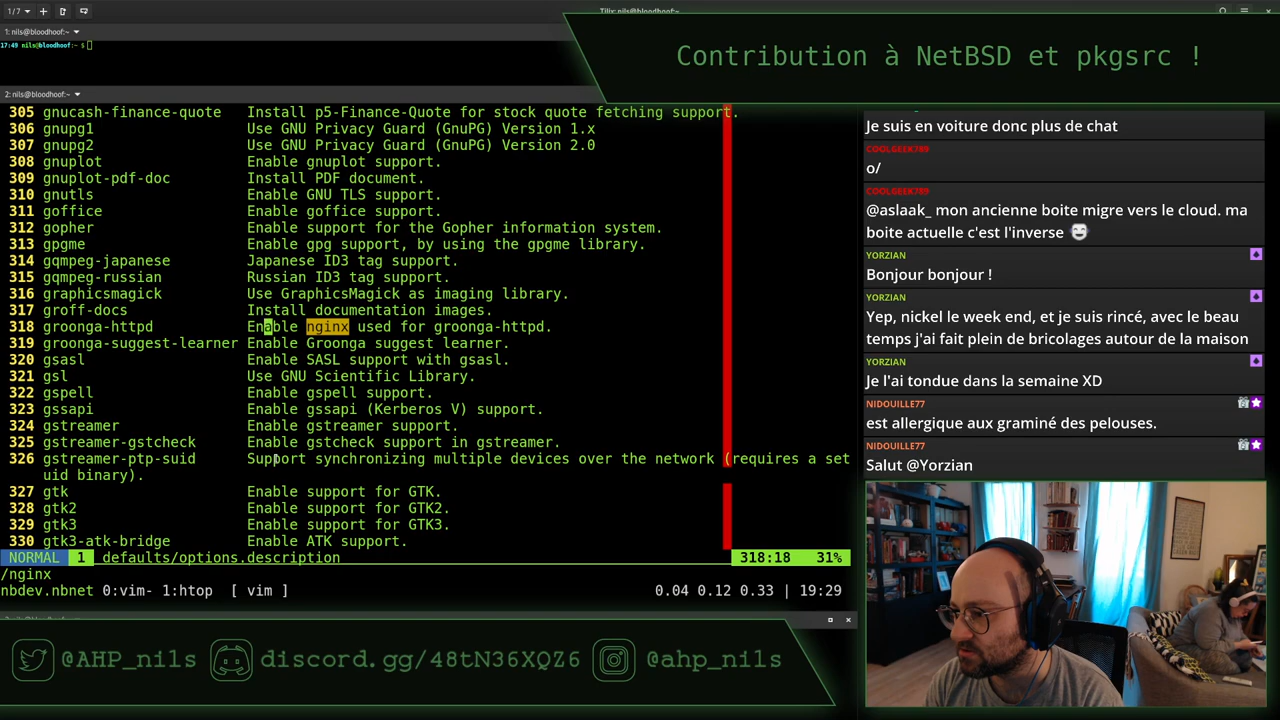 1/7
Tilix: nils@bloodhoof:~
1: nils@bloodhoof:~
17:49 nils@bloodhoof:~ $
Contribution à NetBSD et pkgsrc !
2: nils@bloodhoof:~
305 gnucash-finance-quote Install p5-Finance-Quote for stock quote fetching support.
306 gnupg1 Use GNU Privacy Guard (GnuPG) Version 1.x
307 gnupg2 Use GNU Privacy Guard (GnuPG) Version 2.0
308 gnuplot Enable gnuplot support.
309 gnuplot-pdf-doc Install PDF document.
310 gnutls Enable GNU TLS support.
311 goffice Enable goffice support.
312 gopher Enable support for the Gopher information system.
313 gpgme Enable gpg support, by using the gpgme library.
314 gqmpeg-japanese Japanese ID3 tag support.
315 gqmpeg-russian Russian ID3 tag support.
316 graphicsmagick Use GraphicsMagick as imaging library.
317 groff-docs Install documentation images.
318 groonga-httpd Enable nginx used for groonga-httpd.
319 groonga-suggest-learner Enable Groonga suggest learner.
320 gsasl Enable SASL support with gsasl.
321 gsl Use GNU Scientific Library.
322 gspell Enable gspell support.
323 gssapi Enable gssapi (Kerberos V) support.
324 gstreamer Enable gstreamer support.
325 gstreamer-gstcheck Enable gstcheck support in gstreamer.
326 gstreamer-ptp-suid Support synchronizing multiple devices over the network (requires a set
uid binary).
327 gtk Enable support for GTK.
328 gtk2 Enable support for GTK2.
329 gtk3 Enable support for GTK3.
330 gtk3-atk-bridge Enable ATK support.
NORMAL 1 defaults/options.description 318:18 31%
/nginx
nbdev.nbnet 0:vim- 1:htop [ vim ] 0.04 0.12 0.33 | 19:29
Je suis en voiture donc plus de chat
COOLGEEK789
o/
COOLGEEK789
@aslaak_ mon ancienne boite migre vers le cloud. ma
boite actuelle c'est l'inverse
YORZIAN
Bonjour bonjour !
YORZIAN
Yep, nickel le week end, et je suis rincé, avec le beau
temps j'ai fait plein de bricolages autour de la maison
YORZIAN
Je l'ai tondue dans la semaine XD
NIDOUILLE77
est allergique aux graminé des pelouses.
NIDOUILLE77
Salut @Yorzian
@AHP_nils discord.gg/48tN36XQZ6 @ahp_nils